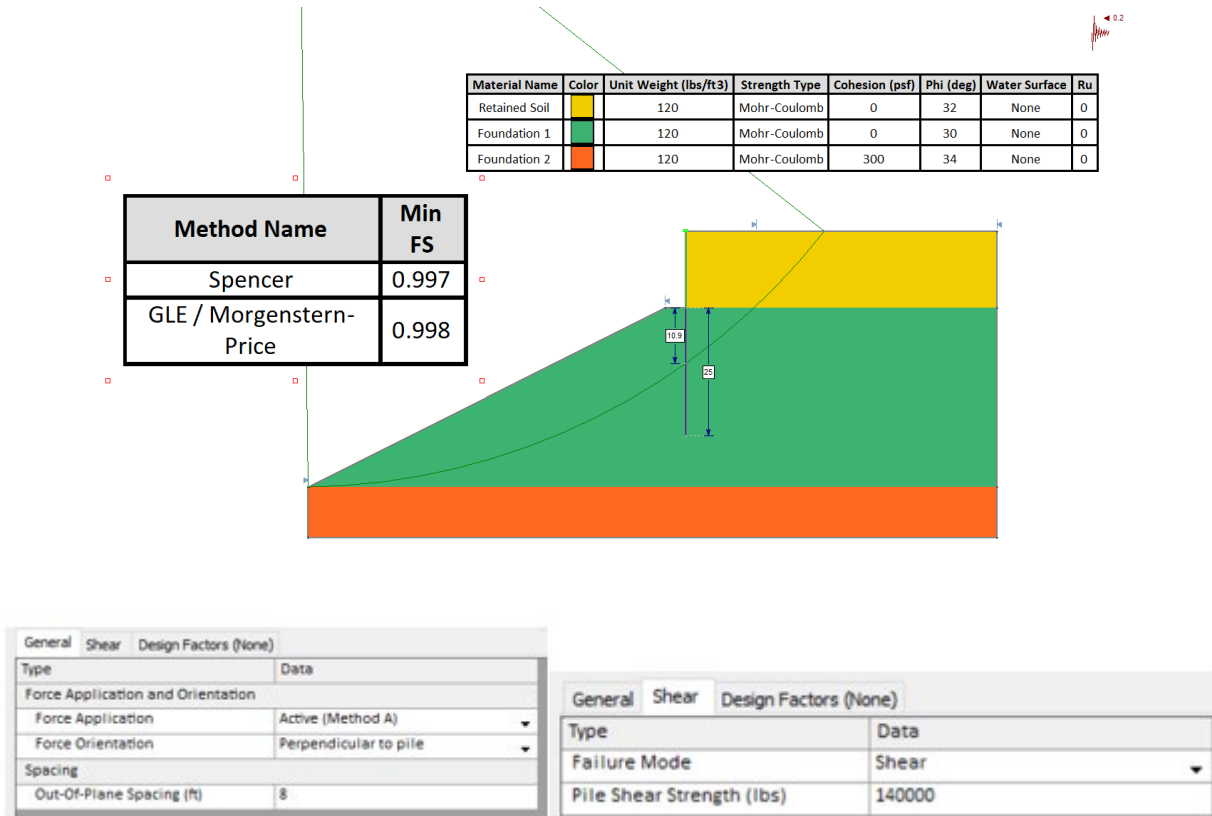 0.2
Material Name Color Unit Weight (lbs/ft3) Strength Type Cohesion (psf) Phi (deg) Water Surface Ru
Retained Soil 120 Mohr-Coulomb 0 32 None 0
Foundation 1 120 Mohr-Coulomb 0 30 None 0
Foundation 2 120 Mohr-Coulomb 300 34 None 0
Method Name Min
FS
Spencer 0.997
GLE / Morgenstern-
Price 0.998
10.9
25
General Shear Design Factors (None)
Type Data
Force Application and Orientation
Force Application Active (Method A)
Force Orientation Perpendicular to pile
Spacing
Out-Of-Plane Spacing (ft) 8
General Shear Design Factors (None)
Type Data
Failure Mode Shear
Pile Shear Strength (lbs) 140000